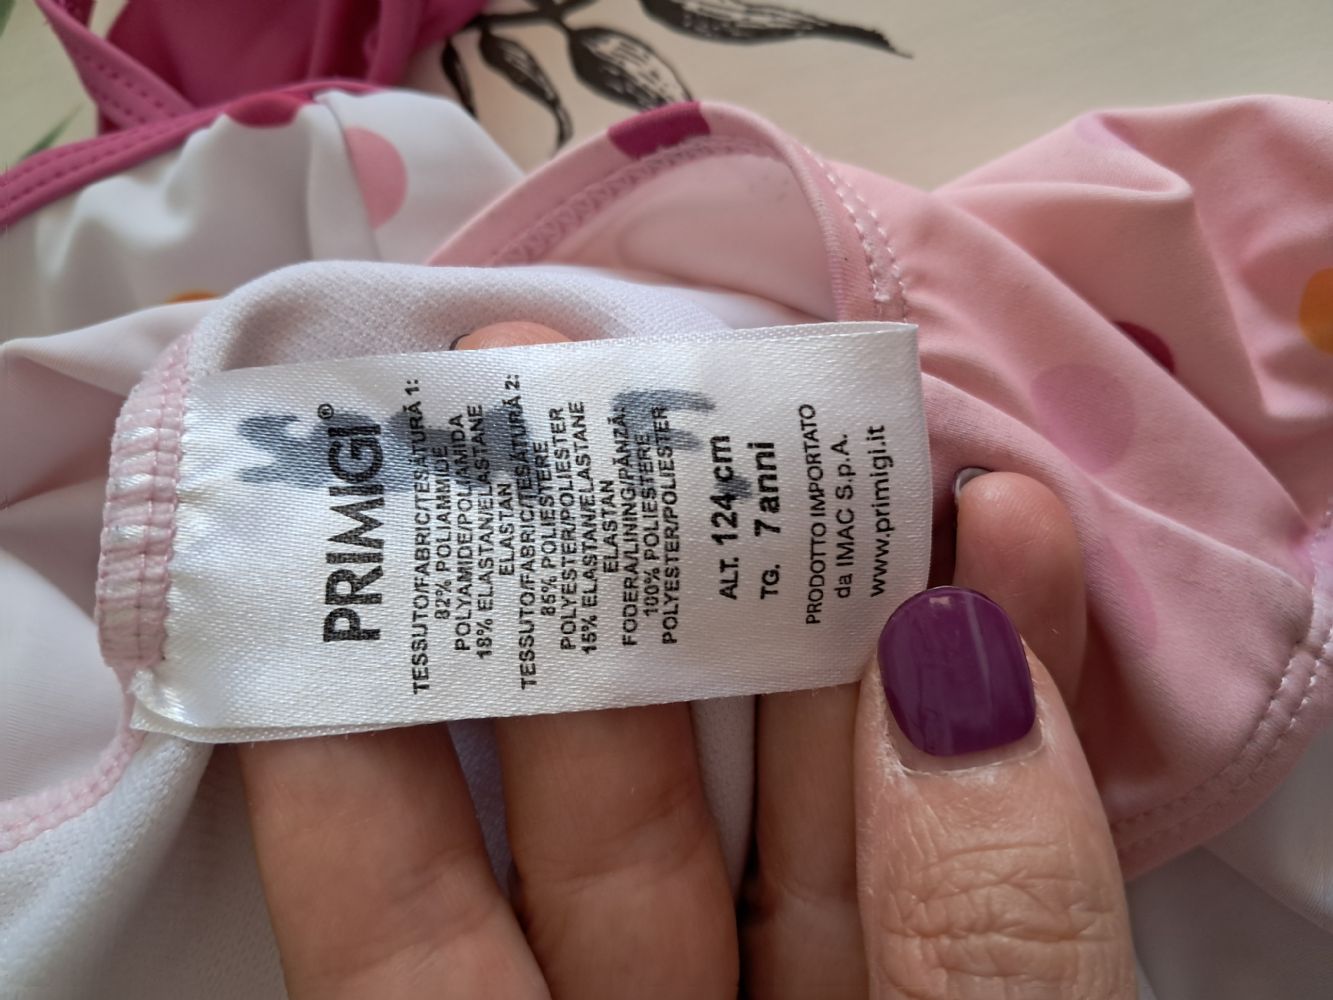 PRIMIGI®
TESSUTO/FABRIC/ŢESĂTURĂ 1:
82% POLIAMMIDE
POLYAMIDE/POLIAMIDA
18% ELASTAN/ELASTANE
ELASTAN
TESSUTO/FABRIC/ŢESĂTURĂ 2:
85% POLIESTERE
POLYESTER/POLIESTER
15% ELASTAN/ELASTANE
ELASTAN
FODERA/LINING/PÂNZĂ:
100% POLIESTERE
POLYESTER/POLIESTER
ALT. 124 cm
TG. 7 anni
PRODOTTO IMPORTATO
da IMAC S.p.A.
www.primigi.it